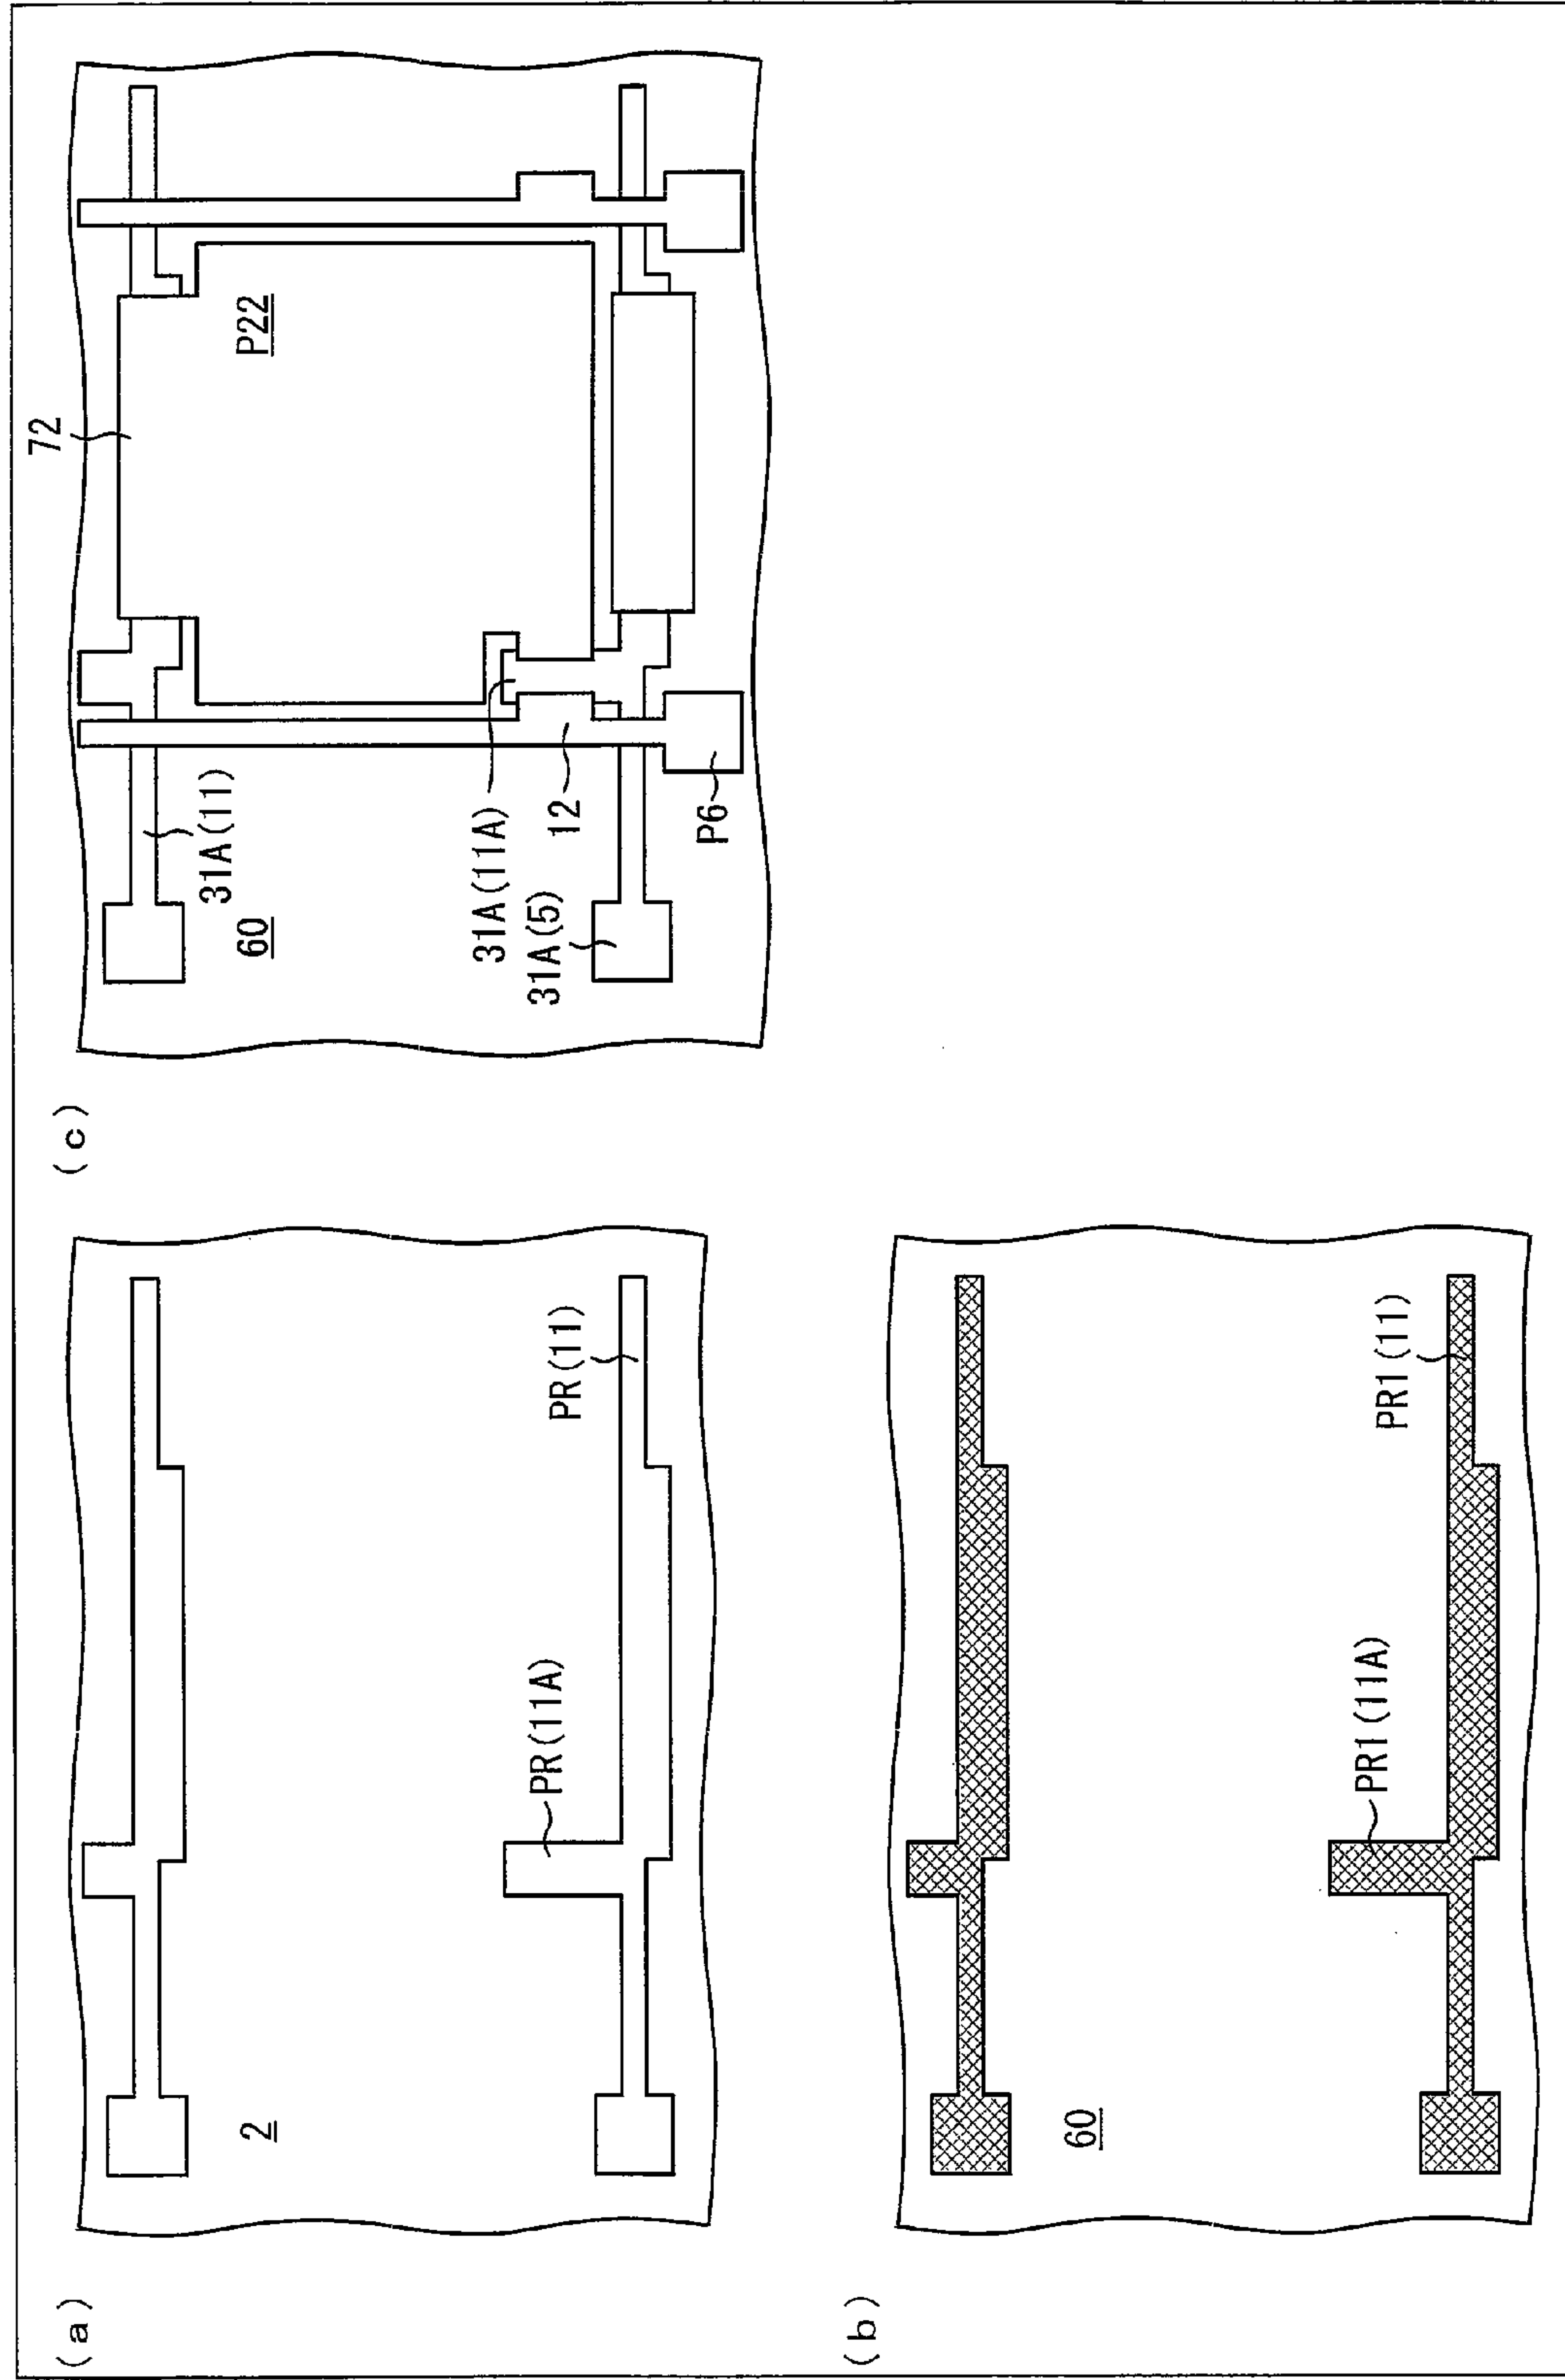 (a)
2
PR(11A)
PR(11)
(b)
60
PR1(11A)
PR1(11)
(c)
72
P22
31A(11)
60
31A(11A)
12
31A(5)
P6